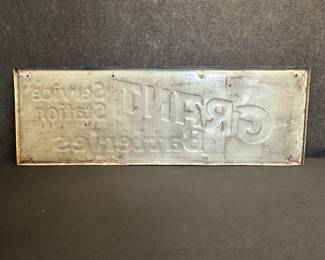 GRANT
Batteries
Service
Station